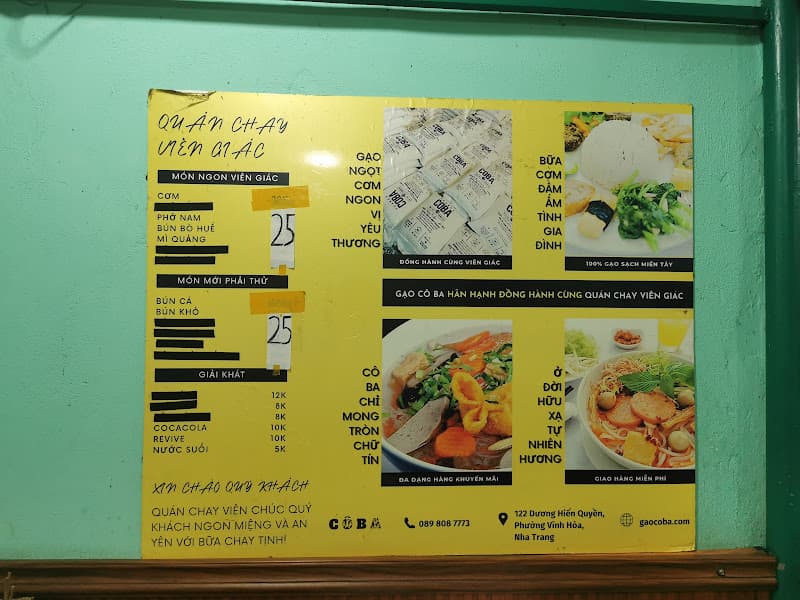 QUÁN CHAY
VIÊN GIÁC
MÓN NGON VIÊN GIÁC
CƠM
PHỞ NAM
BÚN BÒ HUẾ
MÌ QUẢNG
25
MÓN MỚI PHẢI THỬ
BÚN CÁ
BÚN KHÔ
25
GIẢI KHÁT
12K
8K
8K
COCACOLA 10K
REVIVE 10K
NƯỚC SUỐI 5K
XIN CHÀO QUÝ KHÁCH
QUÁN CHAY VIÊN CHÚC QUÝ
KHÁCH NGON MIỆNG VÀ AN
YÊN VỚI BỮA CHAY TỊNH!
GẠO
NGỌT
CƠM
NGON
VỊ
YÊU
THƯƠNG
COBA
ĐỒNG HÀNH CÙNG VIÊN GIÁC
BỮA
CƠM
ĐẦM
ẤM
TÌNH
GIA
ĐÌNH
100% GẠO SẠCH MIỀN TÂY
GẠO CÔ BA HÂN HẠNH ĐỒNG HÀNH CÙNG QUÁN CHAY VIÊN GIÁC
CÔ
BA
CHỈ
MONG
TRÒN
CHỮ
TÍN
ĐA DẠNG HÀNG KHUYẾN MÃI
Ở
ĐỜI
HỮU
XẠ
TỰ
NHIÊN
HƯƠNG
GIAO HÀNG MIỄN PHÍ
CÔBA
089 808 7773
122 Dương Hiến Quyền,
Phường Vĩnh Hòa,
Nha Trang
gaocoba.com